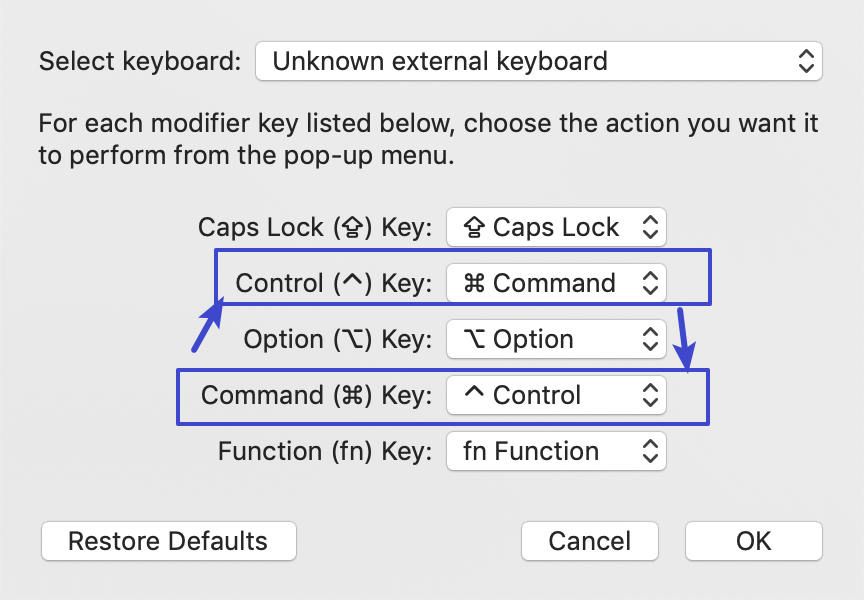 Select keyboard: Unknown external keyboard
For each modifier key listed below, choose the action you want it
to perform from the pop-up menu.
Caps Lock (⇪) Key: ⇪ Caps Lock
Control (^) Key: ⌘ Command
Option (⌥) Key: ⌥ Option
Command (⌘) Key: ^ Control
Function (fn) Key: fn Function
Restore Defaults Cancel OK